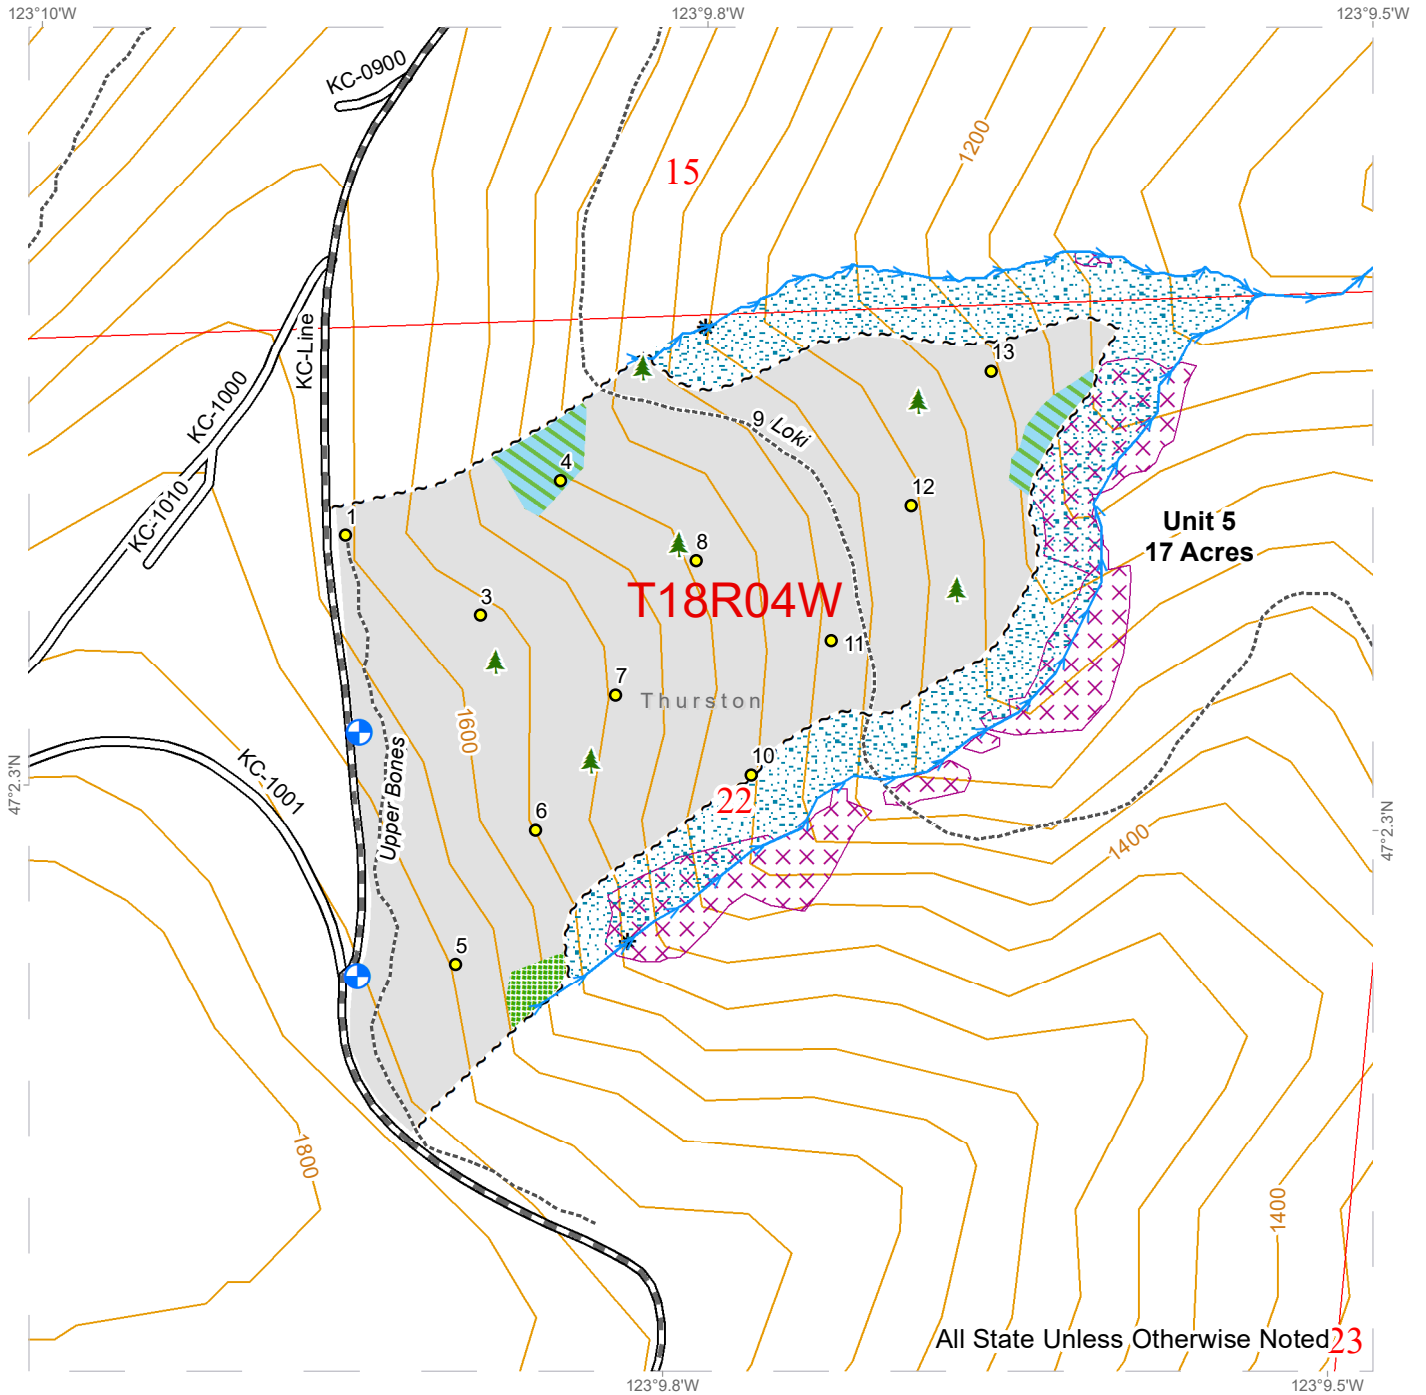 123°10'W
123°9.8'W
123°9.5'W
KC-0900
1200
15
KC-Line
KC-1000
13
9
Loki
4
12
KC-1010
1
Unit 5
17 Acres
8
T18R04W
3
11
7
Thurston
1600
10
47°2.3'N
KC-1001
Upper Bones
22
47°2.3'N
6
1400
5
1800
1400
All State Unless Otherwise Noted
23
123°9.8'W
123°9.5'W